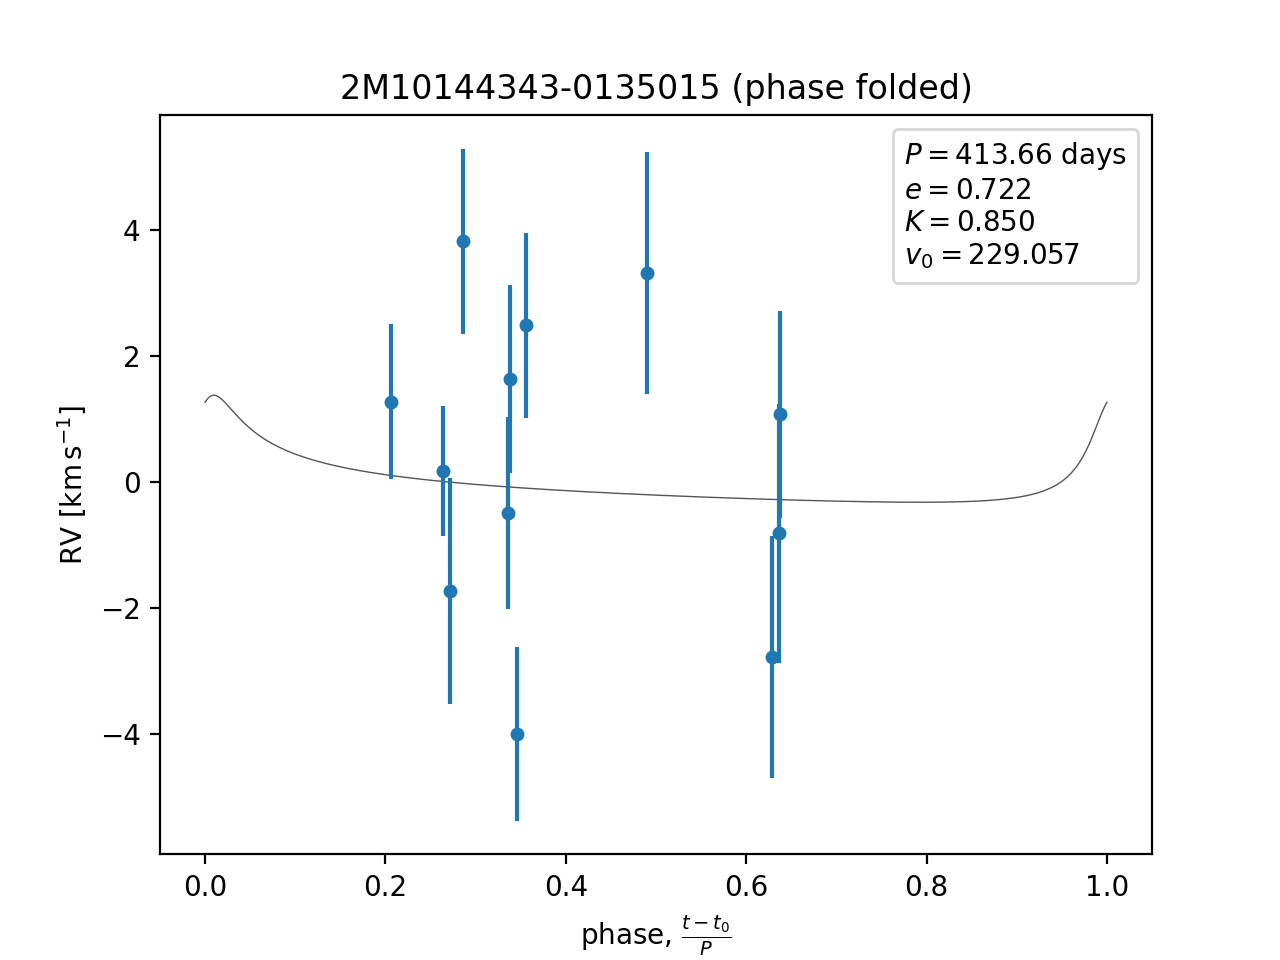 2M10144343-0135015 (phase folded)
P = 413.66 days
e = 0.722
K = 0.850
v₀ = 229.057
RV [km s⁻¹]
4
2
0
−2
−4
0.0 0.2 0.4 0.6 0.8 1.0
phase, (t − t₀)/P